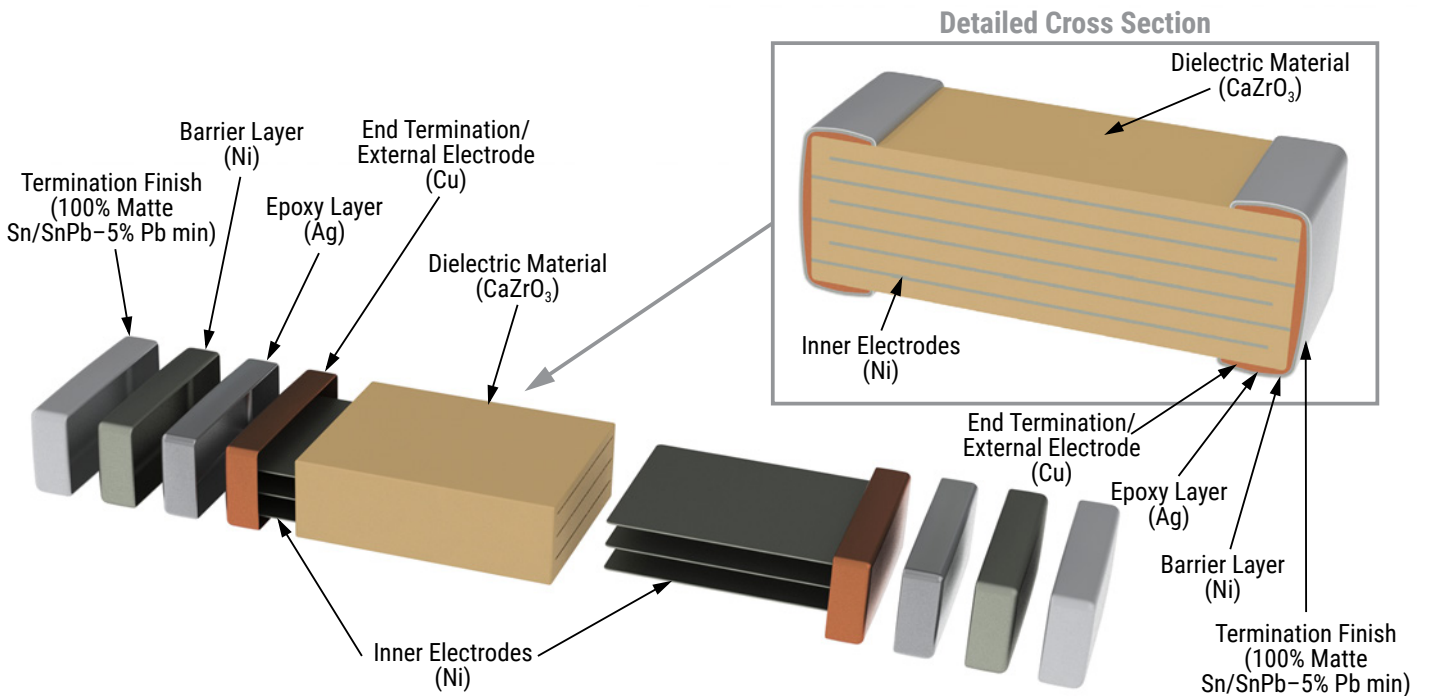 Detailed Cross Section
Dielectric Material
(CaZrO₃)
Inner Electrodes
(Ni)
End Termination/
External Electrode
(Cu)
Epoxy Layer
(Ag)
Barrier Layer
(Ni)
Termination Finish
(100% Matte
Sn/SnPb–5% Pb min)
Termination Finish
(100% Matte
Sn/SnPb–5% Pb min)
Barrier Layer
(Ni)
Epoxy Layer
(Ag)
End Termination/
External Electrode
(Cu)
Dielectric Material
(CaZrO₃)
Inner Electrodes
(Ni)